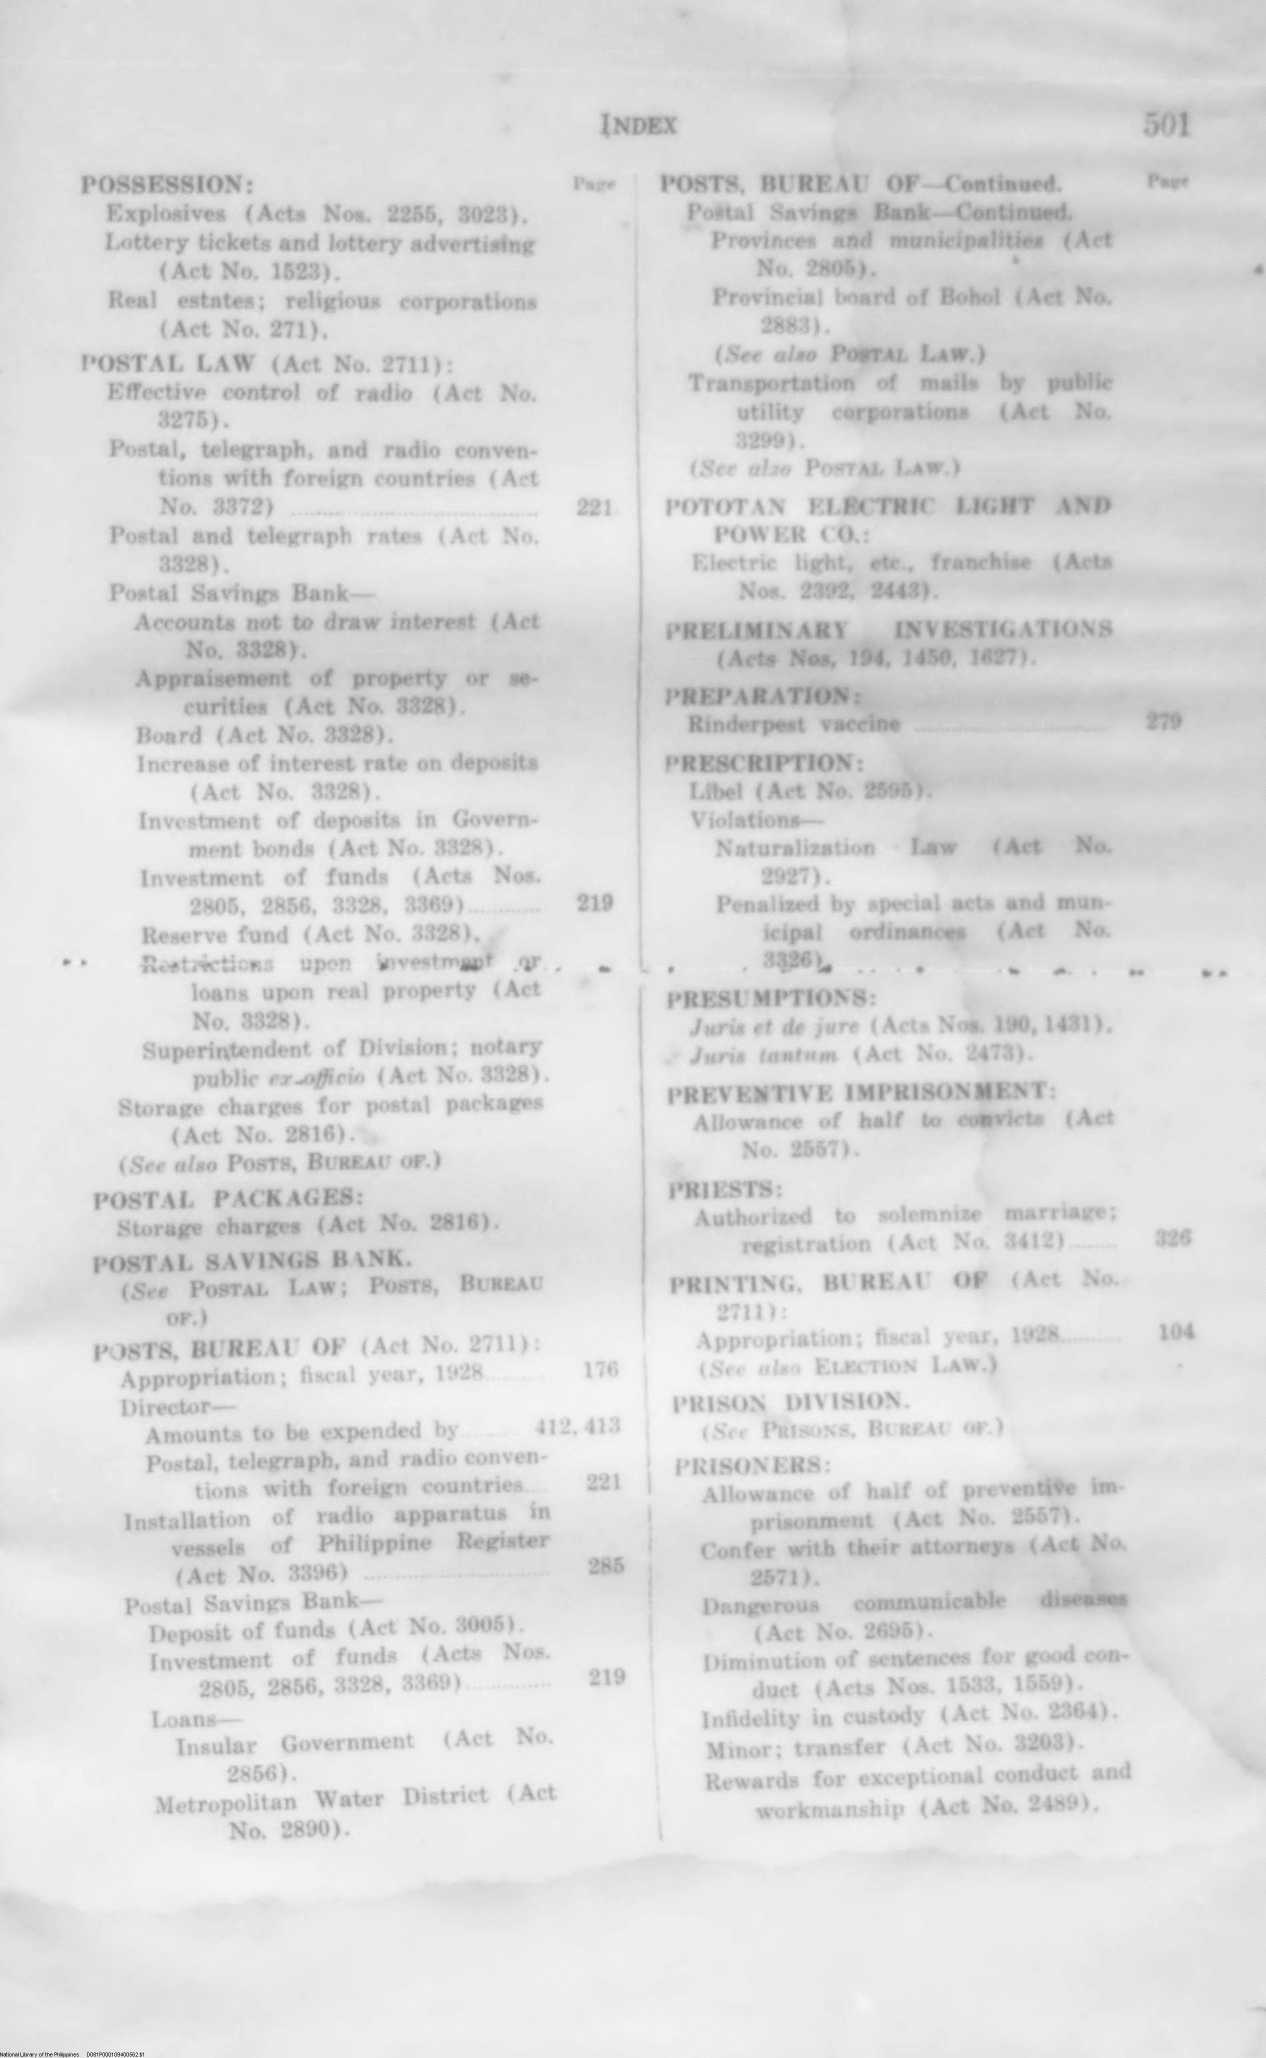 INDEX
501
Page
POSSESSION:
Explosives (Acts Nos. 2255, 3023).
Lottery tickets and lottery advertising
(Act No. 1523).
Real estates; religious corporations
(Act No. 271).
POSTAL LAW (Act No. 2711):
Effective control of radio (Act No.
3275).
Postal, telegraph, and radio conven-
tions with foreign countries (Act
No. 3372) 221
Postal and telegraph rates (Act No.
3328).
Postal Savings Bank—
Accounts not to draw interest (Act
No. 3328).
Appraisement of property or se-
curities (Act No. 3328).
Board (Act No. 3328).
Increase of interest rate on deposits
(Act No. 3328).
Investment of deposits in Govern-
ment bonds (Act No. 3328).
Investment of funds (Acts Nos.
2805, 2856, 3328, 3369) 219
Reserve fund (Act No. 3328).
Restrictions upon investment or
loans upon real property (Act
No. 3328).
Superintendent of Division; notary
public ex-officio (Act No. 3328).
Storage charges for postal packages
(Act No. 2816).
(See also POSTS, BUREAU OF.)
POSTAL PACKAGES:
Storage charges (Act No. 2816).
POSTAL SAVINGS BANK.
(See POSTAL LAW; POSTS, BUREAU
OF.)
POSTS, BUREAU OF (Act No. 2711):
Appropriation; fiscal year, 1928 176
Director—
Amounts to be expended by 412, 413
Postal, telegraph, and radio conven-
tions with foreign countries 221
Installation of radio apparatus in
vessels of Philippine Register
(Act No. 3396) 285
Postal Savings Bank—
Deposit of funds (Act No. 3005).
Investment of funds (Acts Nos.
2805, 2856, 3328, 3369) 219
Loans—
Insular Government (Act No.
2856).
Metropolitan Water District (Act
No. 2890).
Page
POSTS, BUREAU OF—Continued.
Postal Savings Bank—Continued.
Provinces and municipalities (Act
No. 2805).
Provincial board of Bohol (Act No.
2883).
(See also POSTAL LAW.)
Transportation of mails by public
utility corporations (Act No.
3299).
(See also POSTAL LAW.)
POTOTAN ELECTRIC LIGHT AND
POWER CO.:
Electric light, etc., franchise (Acts
Nos. 2392, 2443).
PRELIMINARY INVESTIGATIONS
(Acts Nos, 194, 1450, 1627).
PREPARATION:
Rinderpest vaccine 279
PRESCRIPTION:
Libel (Act No. 2595).
Violations—
Naturalization Law (Act No.
2927).
Penalized by special acts and mun-
icipal ordinances (Act No.
3326).
PRESUMPTIONS:
Juris et de jure (Acts Nos. 190, 1431).
Juris tantum (Act No. 2473).
PREVENTIVE IMPRISONMENT:
Allowance of half to convicts (Act
No. 2557).
PRIESTS:
Authorized to solemnize marriage;
registration (Act No. 3412) 326
PRINTING, BUREAU OF (Act No.
2711):
Appropriation; fiscal year, 1928 104
(See also ELECTION LAW.)
PRISON DIVISION.
(See PRISONS, BUREAU OF.)
PRISONERS:
Allowance of half of preventive im-
prisonment (Act No. 2557).
Confer with their attorneys (Act No.
2571).
Dangerous communicable diseases
(Act No. 2695).
Diminution of sentences for good con-
duct (Acts Nos. 1533, 1559).
Infidelity in custody (Act No. 2364).
Minor; transfer (Act No. 3203).
Rewards for exceptional conduct and
workmanship (Act No. 2489).
National Library of the Philippines